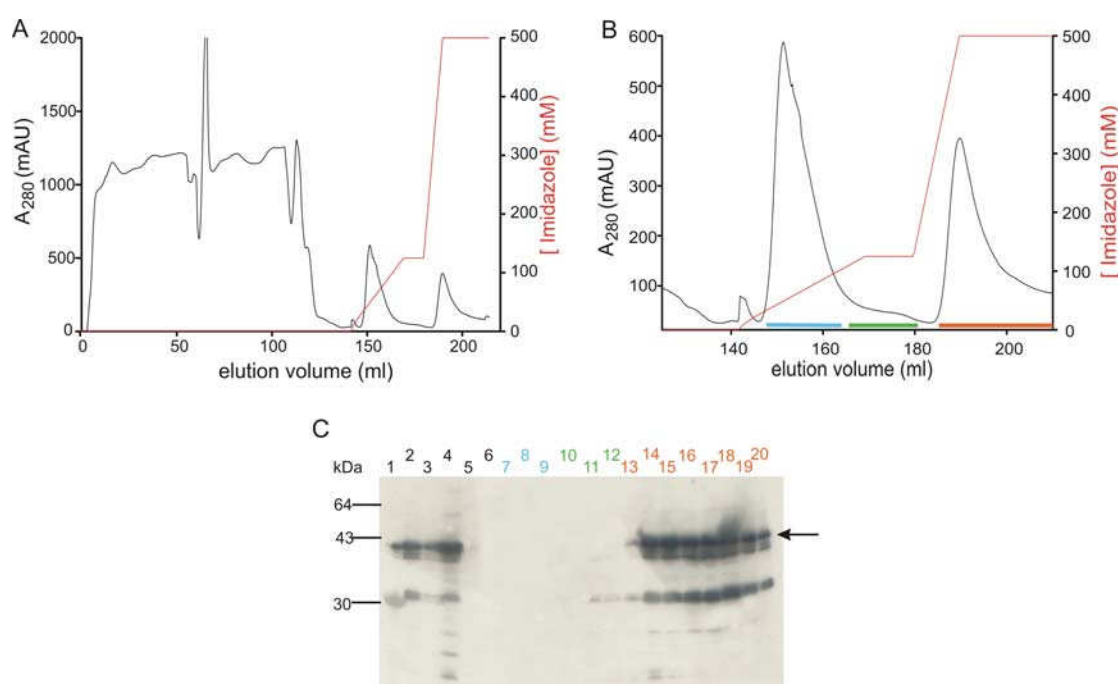 A
2000
1500
1000
500
0
A280 (mAU)
0 50 100 150 200
elution volume (ml)
500
400
300
200
100
0
[ Imidazole] (mM)
B
600
500
600
400
300
200
100
A280 (mAU)
140 160 180 200
elution volume (ml)
500
400
300
200
100
0
[ Imidazole] (mM)
C
kDa 1 2 3 4 5 6 7 8 9 10 11 12 13 14 15 16 17 18 19 20
64
43
30